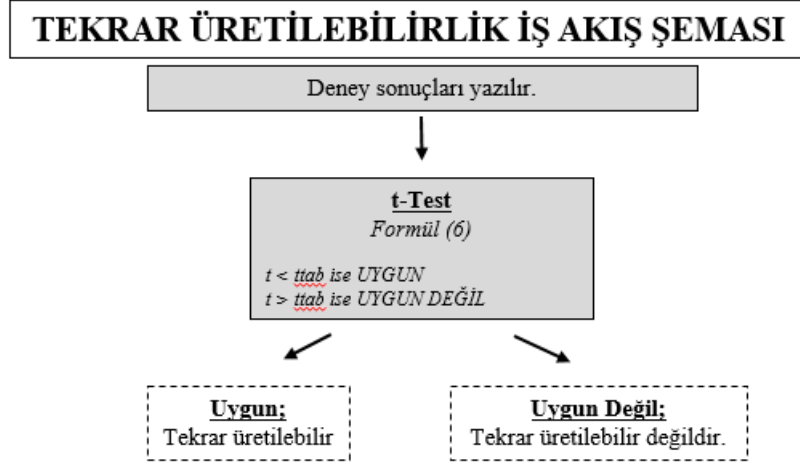 TEKRAR ÜRETİLEBİLİRLİK İŞ AKIŞ ŞEMASI
Deney sonuçları yazılır.
t-Test
Formül (6)
t < ttab ise UYGUN
t > ttab ise UYGUN DEĞİL
Uygun;
Tekrar üretilebilir
Uygun Değil;
Tekrar üretilebilir değildir.